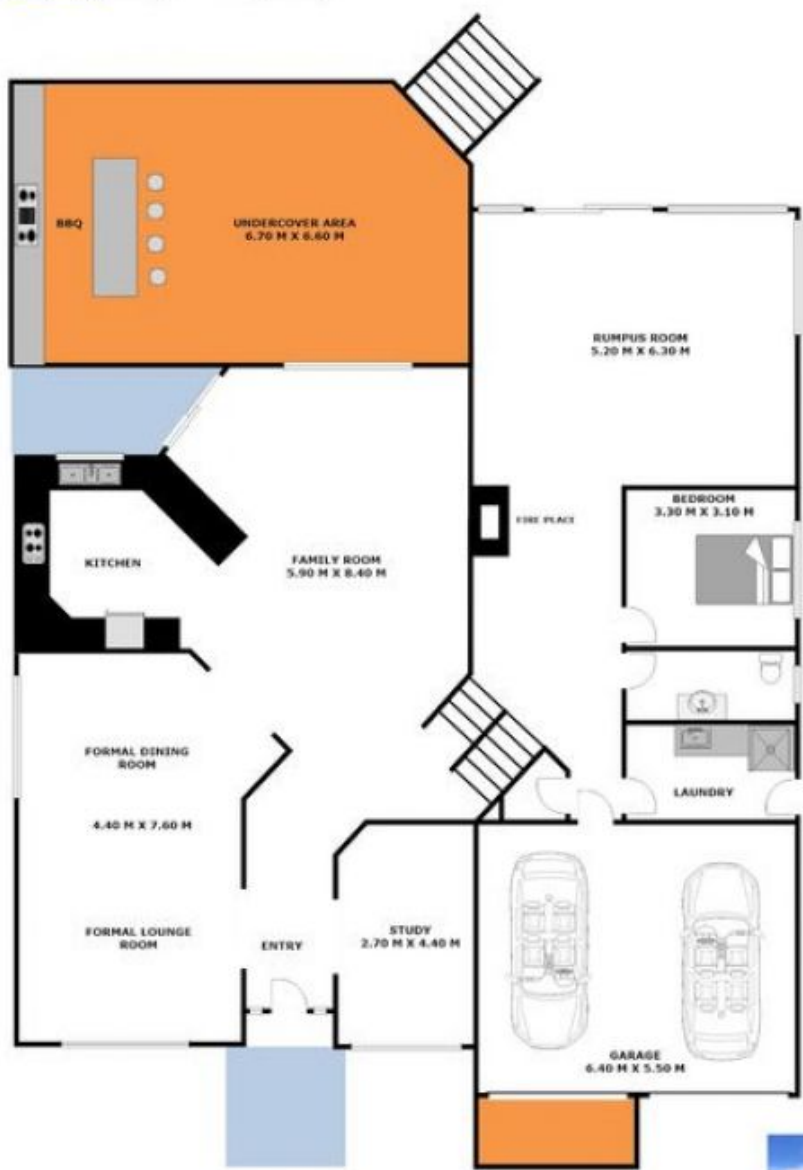 BBQ
UNDERCOVER AREA
6.70 M X 6.60 M
RUMPUS ROOM
5.20 M X 6.30 M
BEDROOM
3.30 M X 3.10 M
FIRE PLACE
KITCHEN
FAMILY ROOM
5.90 M X 8.40 M
FORMAL DINING
ROOM
4.40 M X 7.60 M
LAUNDRY
FORMAL LOUNGE
ROOM
ENTRY
STUDY
2.70 M X 4.40 M
GARAGE
6.40 M X 5.50 M